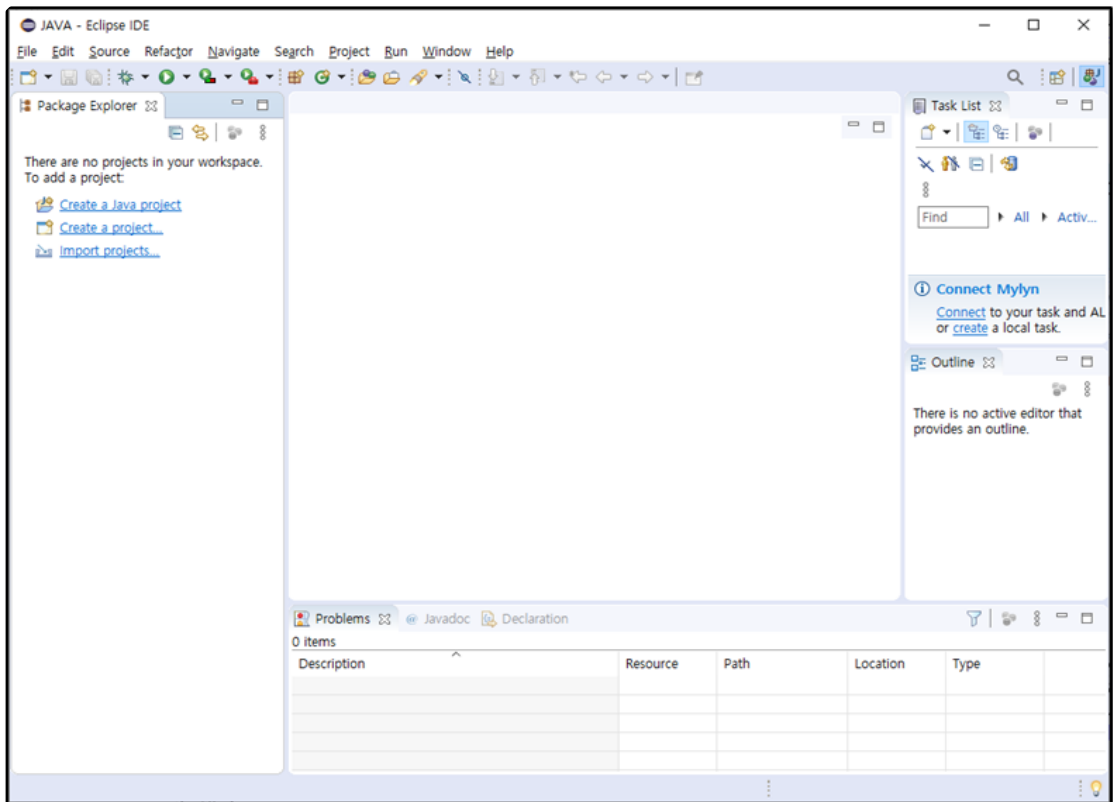 JAVA - Eclipse IDE
File Edit Source Refactor Navigate Search Project Run Window Help
Package Explorer
There are no projects in your workspace.
To add a project:
Create a Java project
Create a project...
Import projects...
Task List
Find All Activ...
Connect Mylyn
Connect to your task and AL
or create a local task.
Outline
There is no active editor that
provides an outline.
Problems Javadoc Declaration
0 items
Description Resource Path Location Type